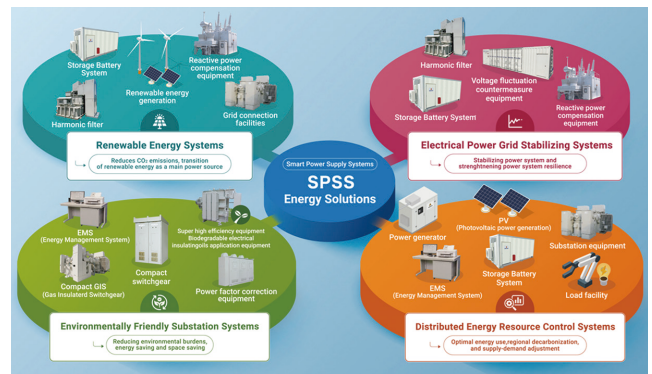 Storage Battery
System
Renewable energy
generation
Reactive power
compensation
equipment
Harmonic filter
Grid connection
facilities
Renewable Energy Systems
Reduces CO₂ emissions, transition
of renewable energy as a main power source
Harmonic filter
Voltage fluctuation
countermeasure
equipment
Storage Battery System
Reactive power
compensation
equipment
Electrical Power Grid Stabilizing Systems
Stabilizing power system and
strenghtnening power system resilience
Smart Power Supply Systems
SPSS
Energy Solutions
EMS
(Energy Management System)
Super high efficiency equipment
Biodegradable electrical
insulatingoils application equipment
Compact
switchgear
Compact GIS
(Gas Insulated Switchgear)
Power factor correction
equipment
Environmentally Friendly Substation Systems
Reducing environmental burdens,
energy saving and space saving
Power generator
PV
(Photovoltaic power generation)
Substation equipment
EMS
(Energy Management System)
Storage Battery
System
Load facility
Distributed Energy Resource Control Systems
Optimal energy use,regional decarbonization,
and supply-demand adjustment